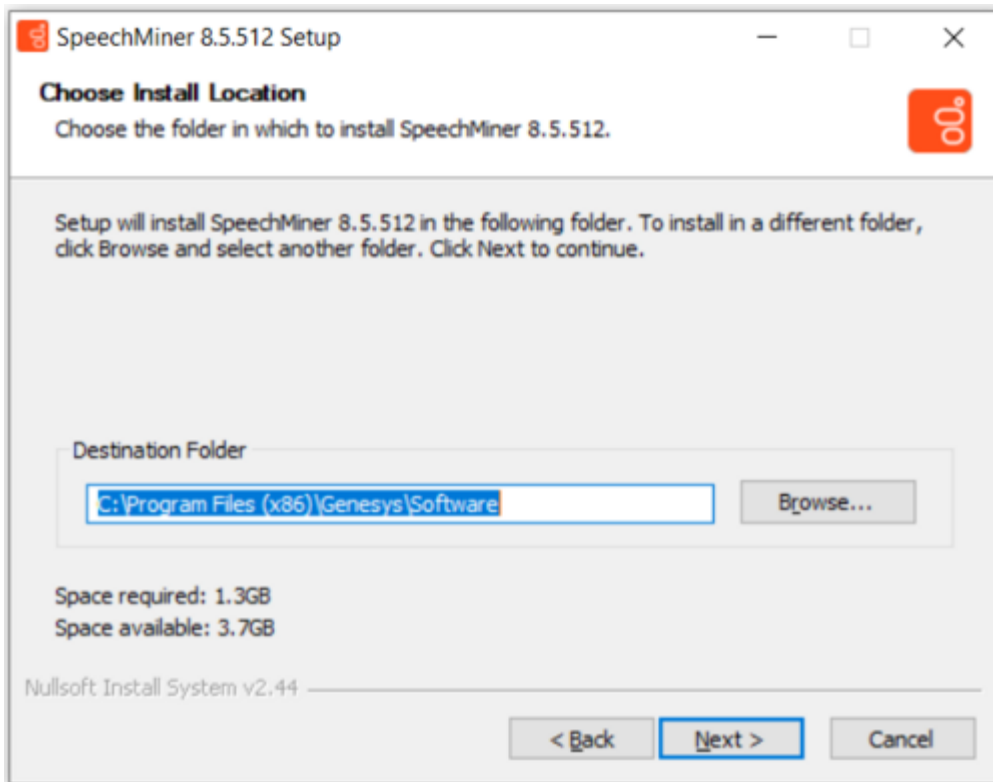 SpeechMiner 8.5.512 Setup
Choose Install Location
Choose the folder in which to install SpeechMiner 8.5.512.
Setup will install SpeechMiner 8.5.512 in the following folder. To install in a different folder,
click Browse and select another folder. Click Next to continue.
Destination Folder
C:\Program Files (x86)\Genesys\Software
Browse...
Space required: 1.3GB
Space available: 3.7GB
Nullsoft Install System v2.44
< Back
Next >
Cancel